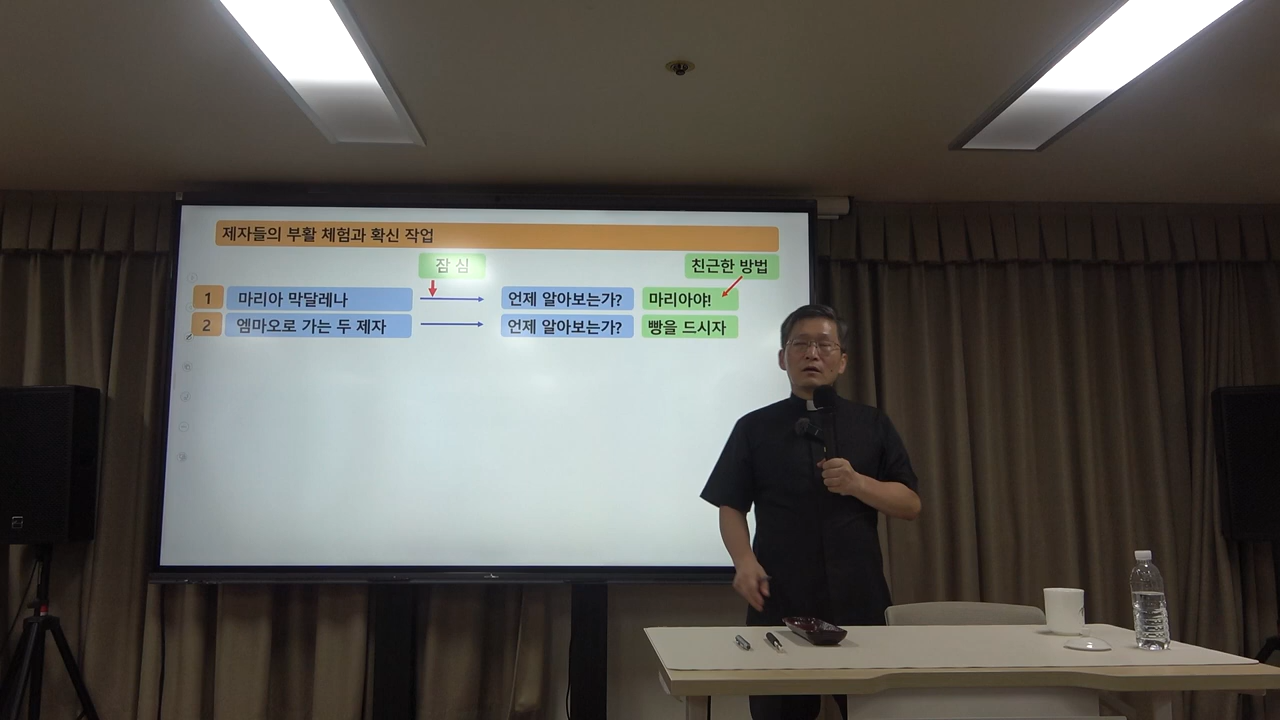 제자들의 부활 체험과 확신 작업
잠 심
친근한 방법
1 마리아 막달레나 언제 알아보는가? 마리아야!
2 엠마오로 가는 두 제자 언제 알아보는가? 빵을 드시자